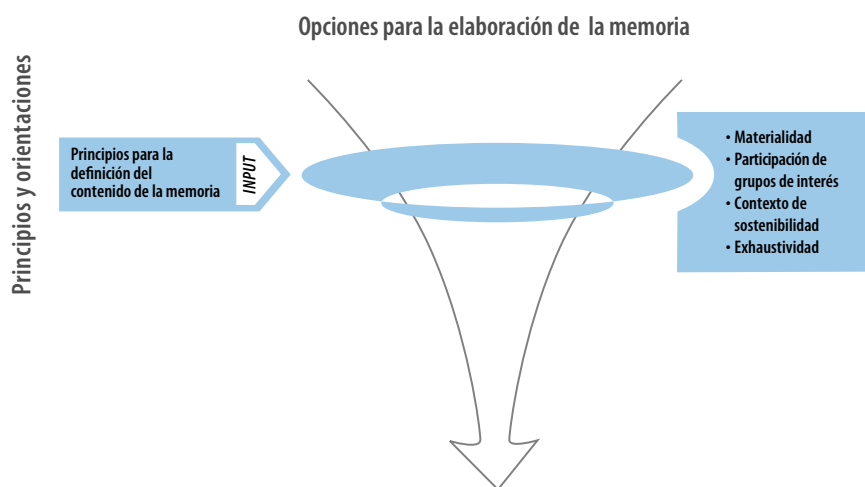 Opciones para la elaboración de la memoria
Principios y orientaciones
Principios para la
definición del
contenido de la memoria
INPUT
• Materialidad
• Participación de
grupos de interés
• Contexto de
sostenibilidad
• Exhaustividad